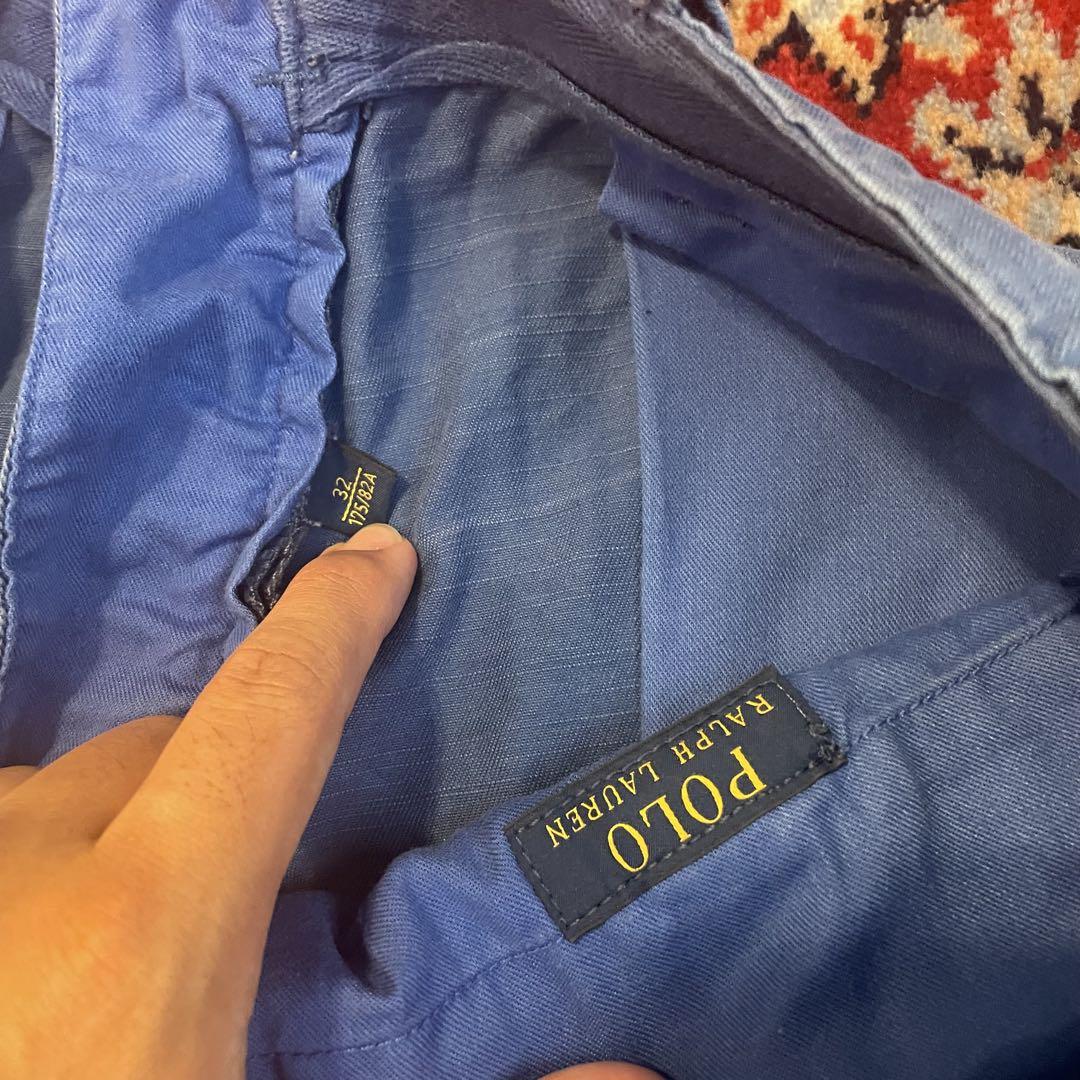 32
175/82A
POLO
RALPH LAUREN